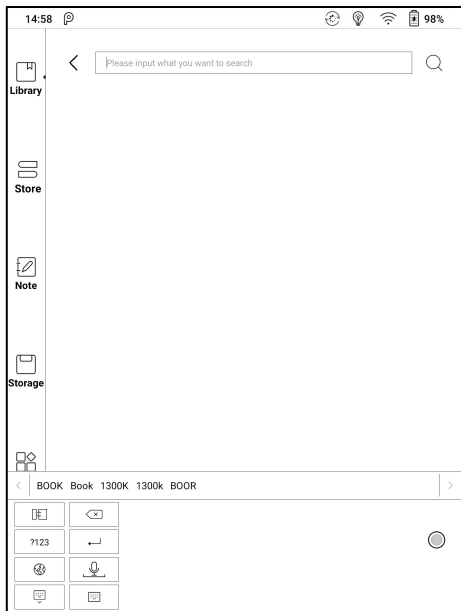 14:58
98%
Please input what you want to search
Library
Store
Note
Storage
BOOK Book 1300K 1300k BOOR
?123